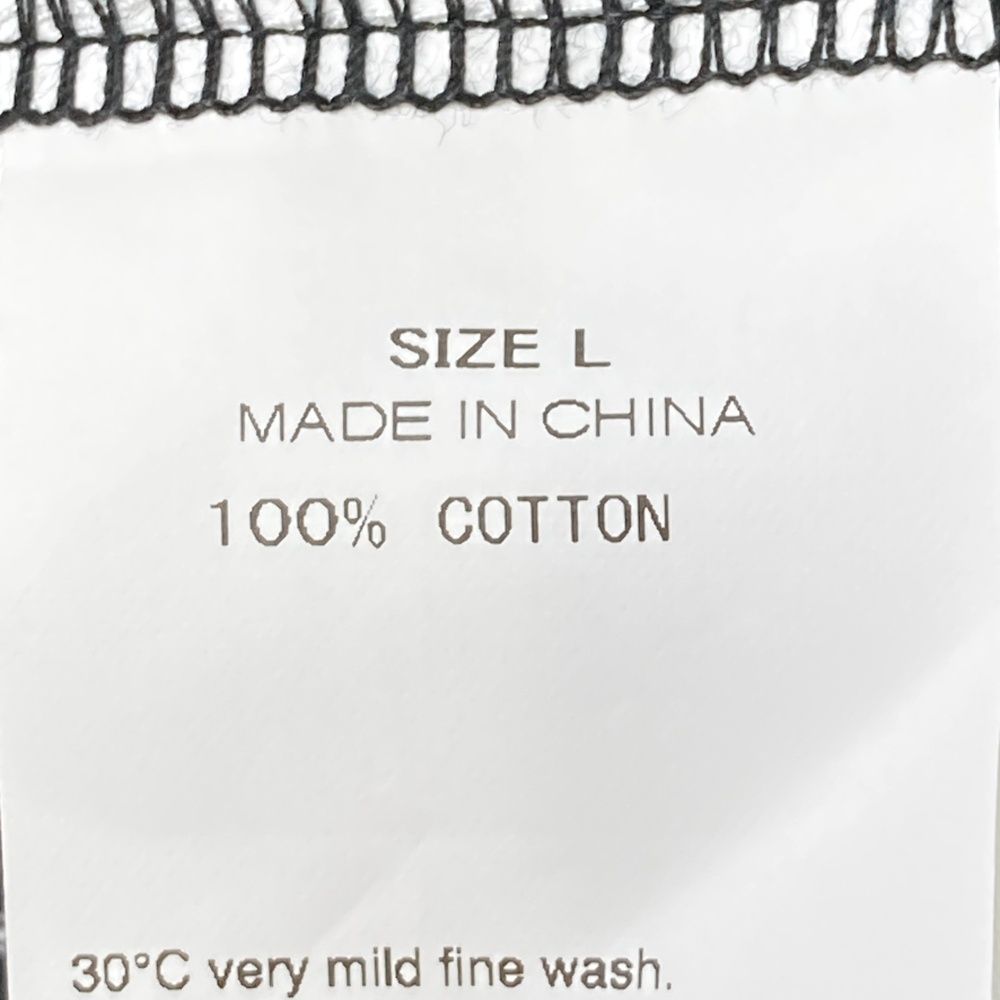 SIZE L
MADE IN CHINA
100% COTTON
30°C very mild fine wash.